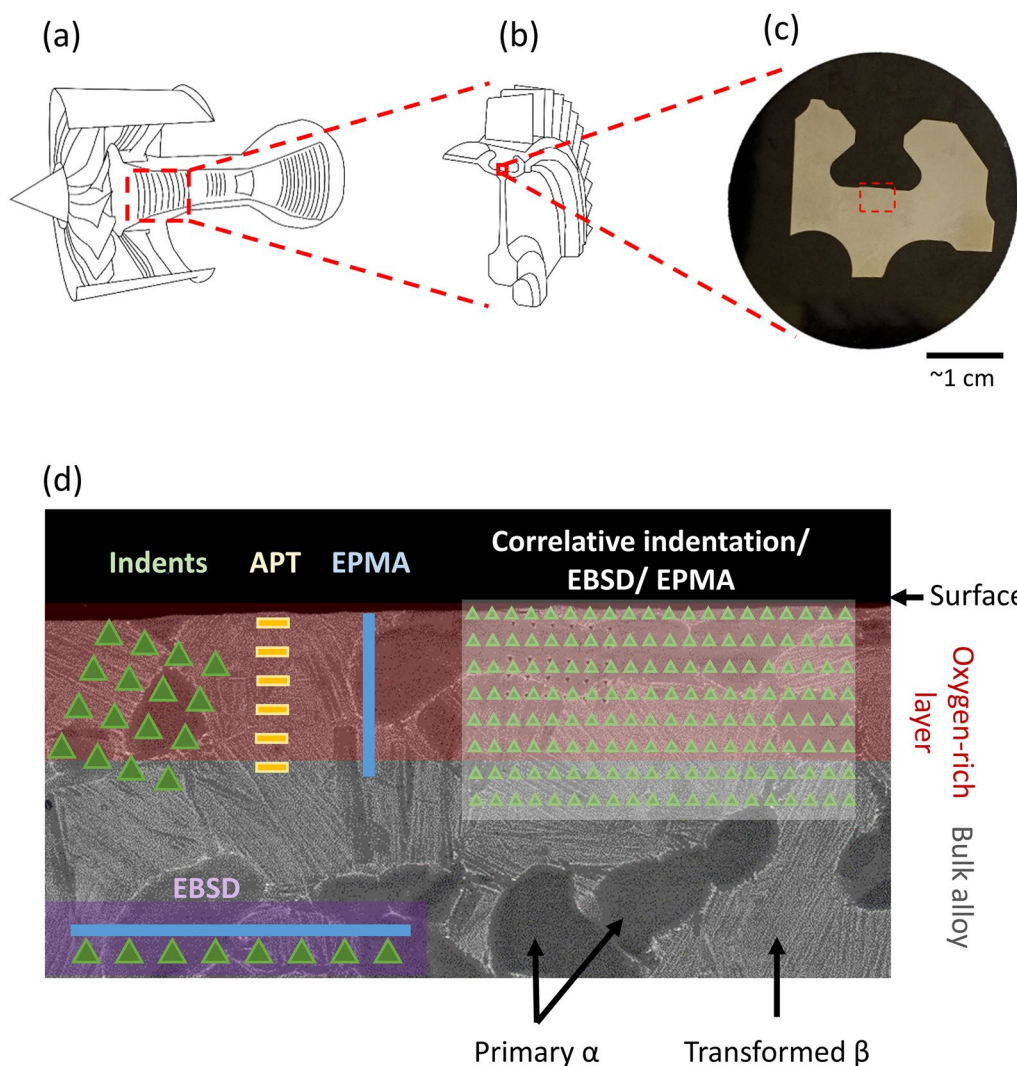 (a)
(b)
(c)
~1 cm
(d)
Indents
APT
EPMA
Correlative indentation/
EBSD/ EPMA
Surface
Oxygen-rich
layer
Bulk alloy
EBSD
Primary α
Transformed β